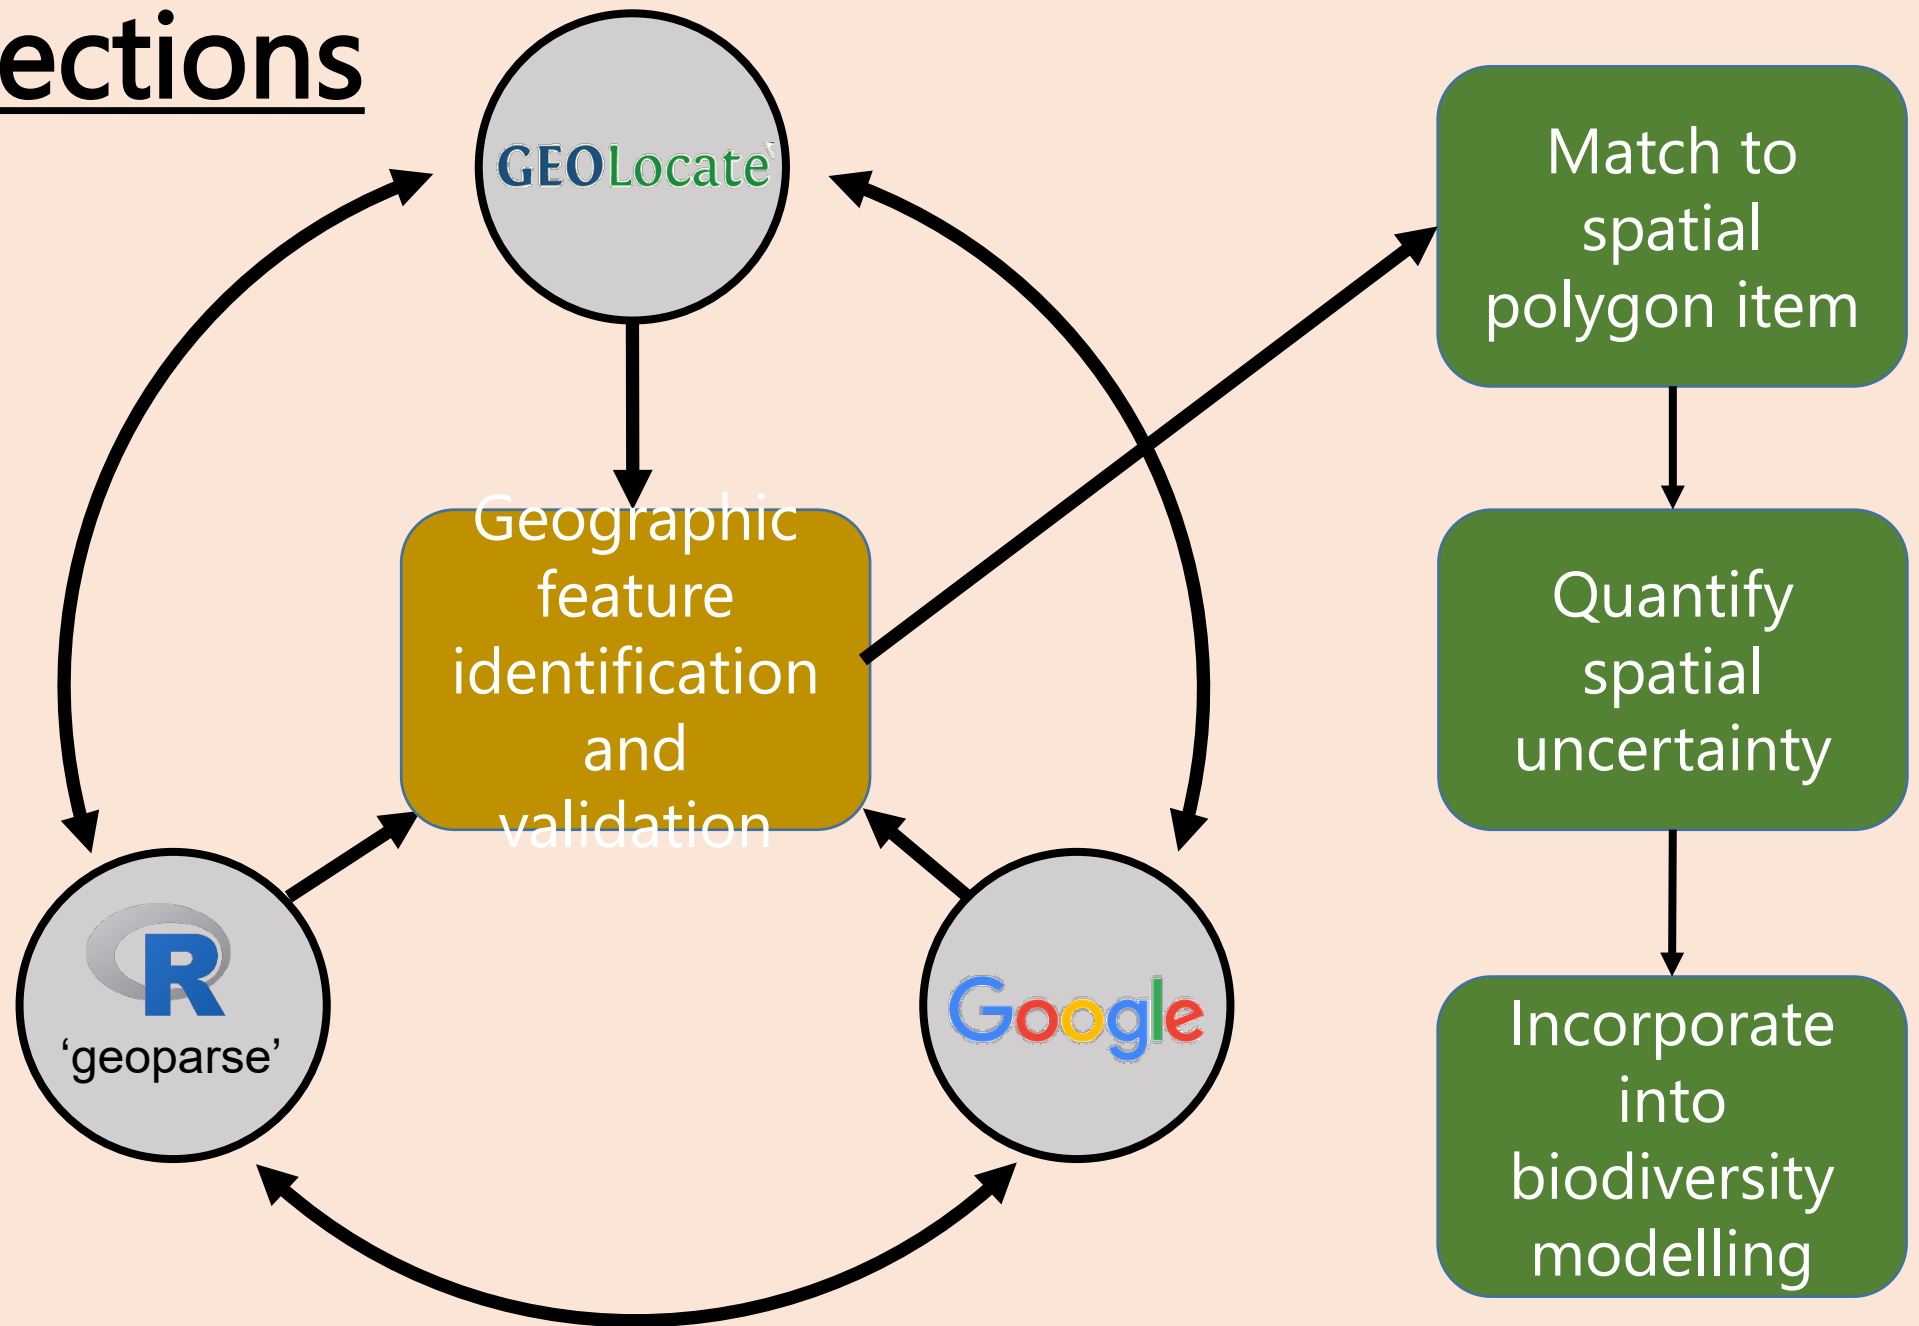 ections
GEOLocate
Match to
spatial
polygon item
Geographic
feature
identification
and
validation
Quantify
spatial
uncertainty
R
‘geoparse’
Google
Incorporate
into
biodiversity
modelling